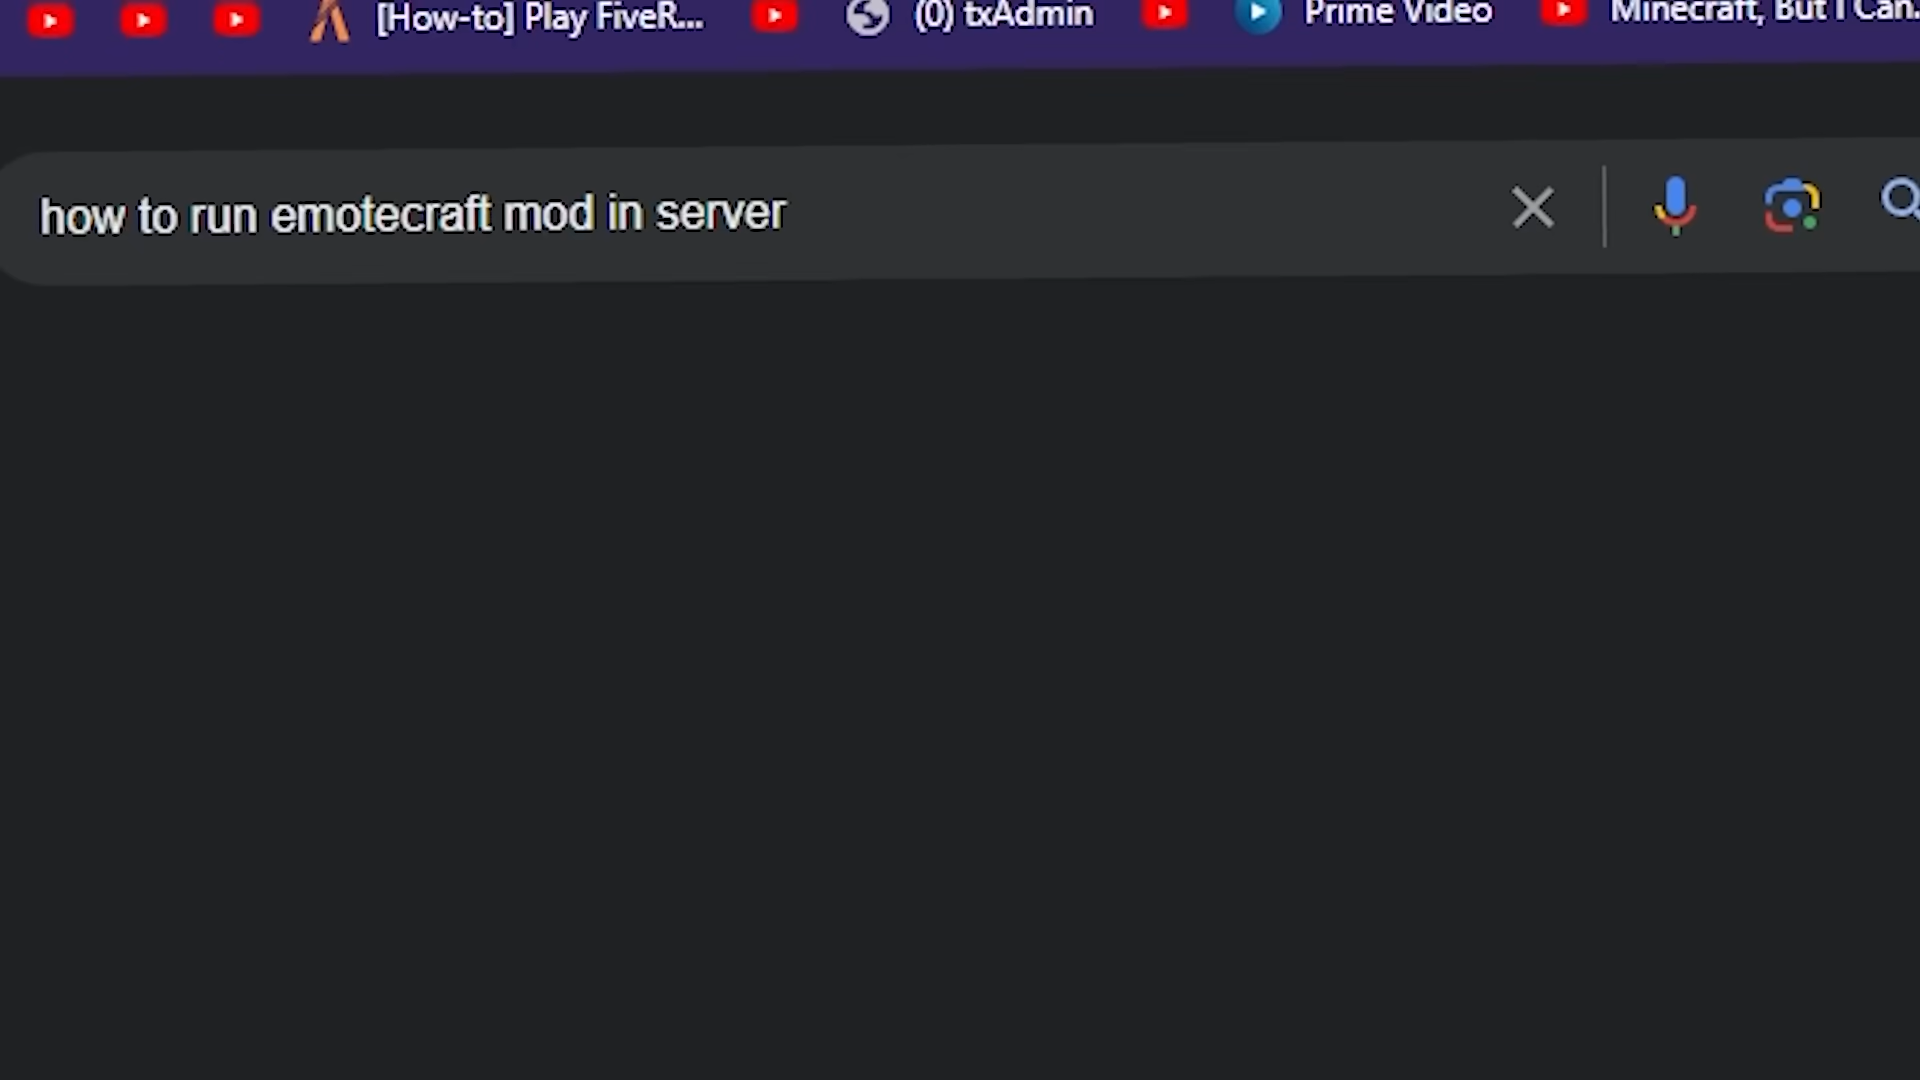 [How-to] Play FiveR... (0) txAdmin Prime Video Minecraft, But I Can...
how to run emotecraft mod in server